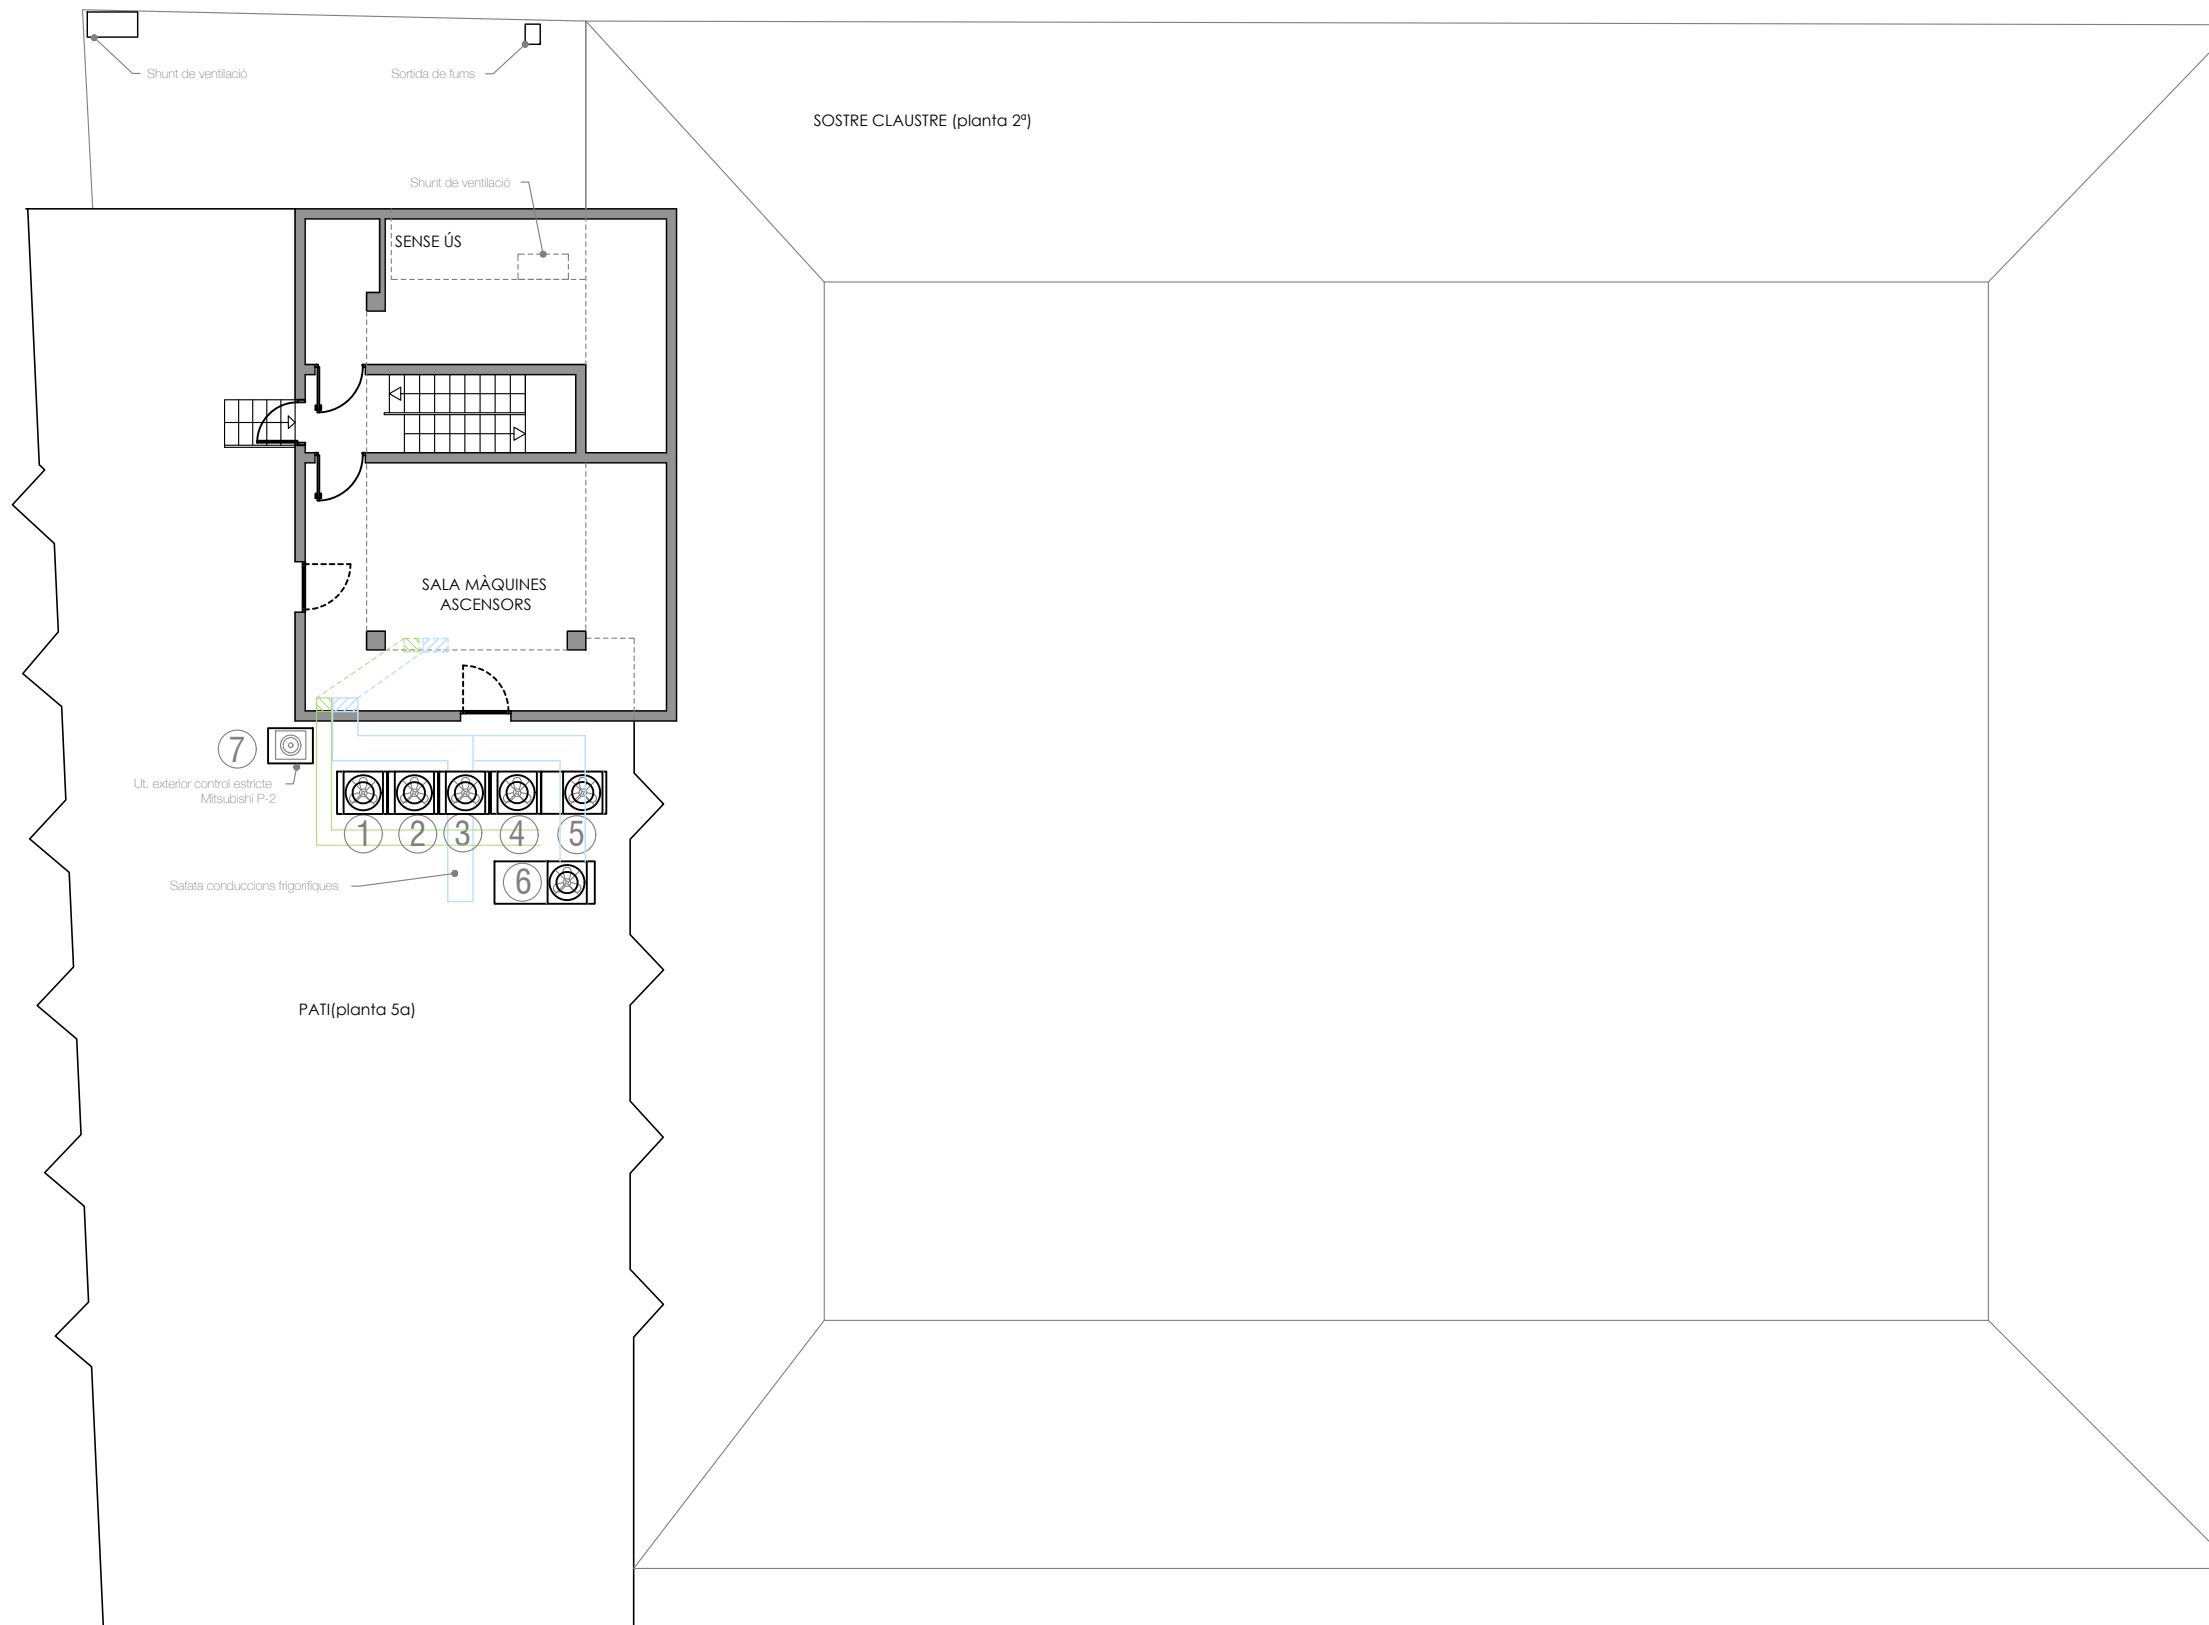 Shunt de ventilació
Sortida de fums
SOSTRE CLAUSTRE (planta 2ª)
Shunt de ventilació
SENSE ÚS
SALA MÀQUINES
ASCENSORS
7
Ut. exterior control estricte
Mitsubishi P-2
1 2 3 4 5
6
Safata conduccions frigorifiques
PATI(planta 5a)